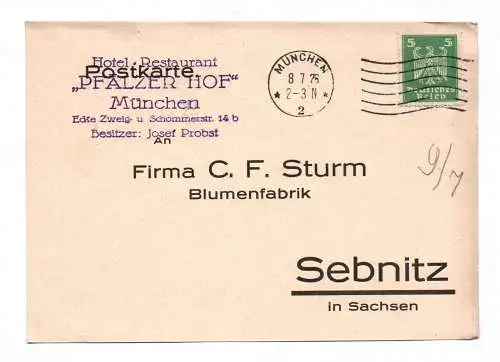 Hotel Restaurant
Postkarte
„PFÄLZER HOF“
München
Ecke Zweig- u. Schommerstr. 14 b
Besitzer: Josef Probst
An
MÜNCHEN
8 7 25
* 2-3 N *
2
5 5
Deutsches
Reich
Firma C. F. Sturm
Blumenfabrik
9/7
Sebnitz
in Sachsen